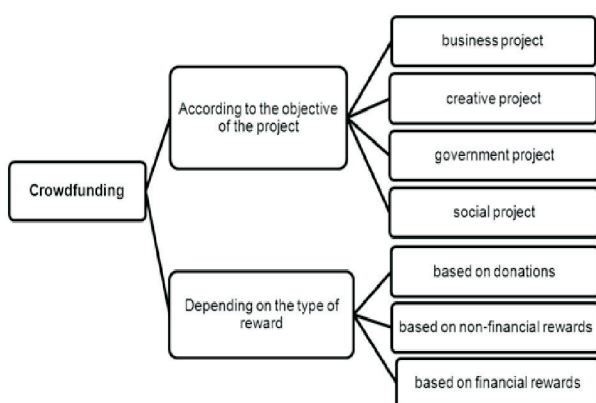 Crowdfunding
According to the objective
of the project
business project
creative project
government project
social project
Depending on the type of
reward
based on donations
based on non-financial rewards
based on financial rewards